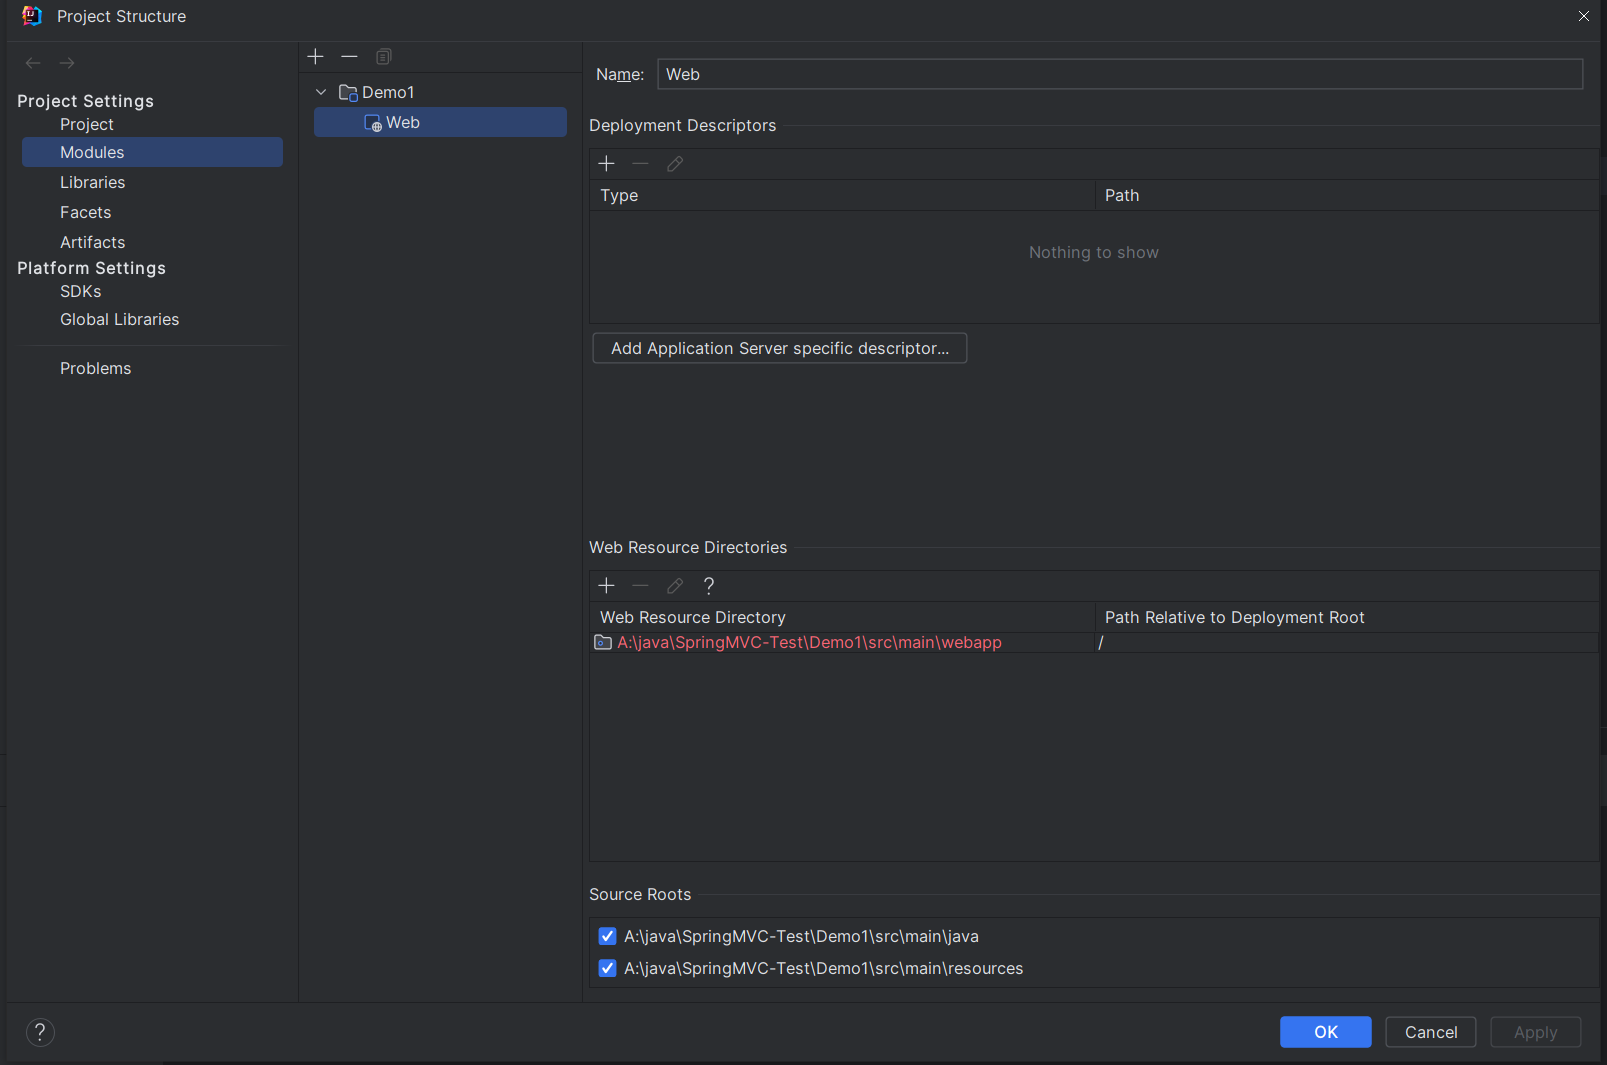 Project Structure
Project Settings
Project
Modules
Libraries
Facets
Artifacts
Platform Settings
SDKs
Global Libraries
Problems
Demo1
Web
Name: Web
Deployment Descriptors
Type Path
Nothing to show
Add Application Server specific descriptor...
Web Resource Directories
?
Web Resource Directory Path Relative to Deployment Root
A:\java\SpringMVC-Test\Demo1\src\main\webapp /
Source Roots
A:\java\SpringMVC-Test\Demo1\src\main\java
A:\java\SpringMVC-Test\Demo1\src\main\resources
? OK Cancel Apply